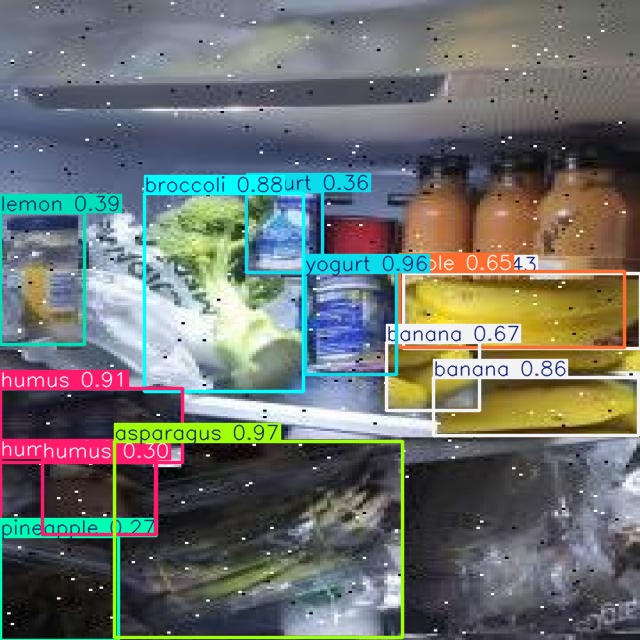 broccoli 0.88
urt 0.36
lemon 0.39
yogurt 0.96
ple 0.65
43
banana 0.67
banana 0.86
humus 0.91
asparagus 0.97
hum
humus 0.30
pineapple 0.27